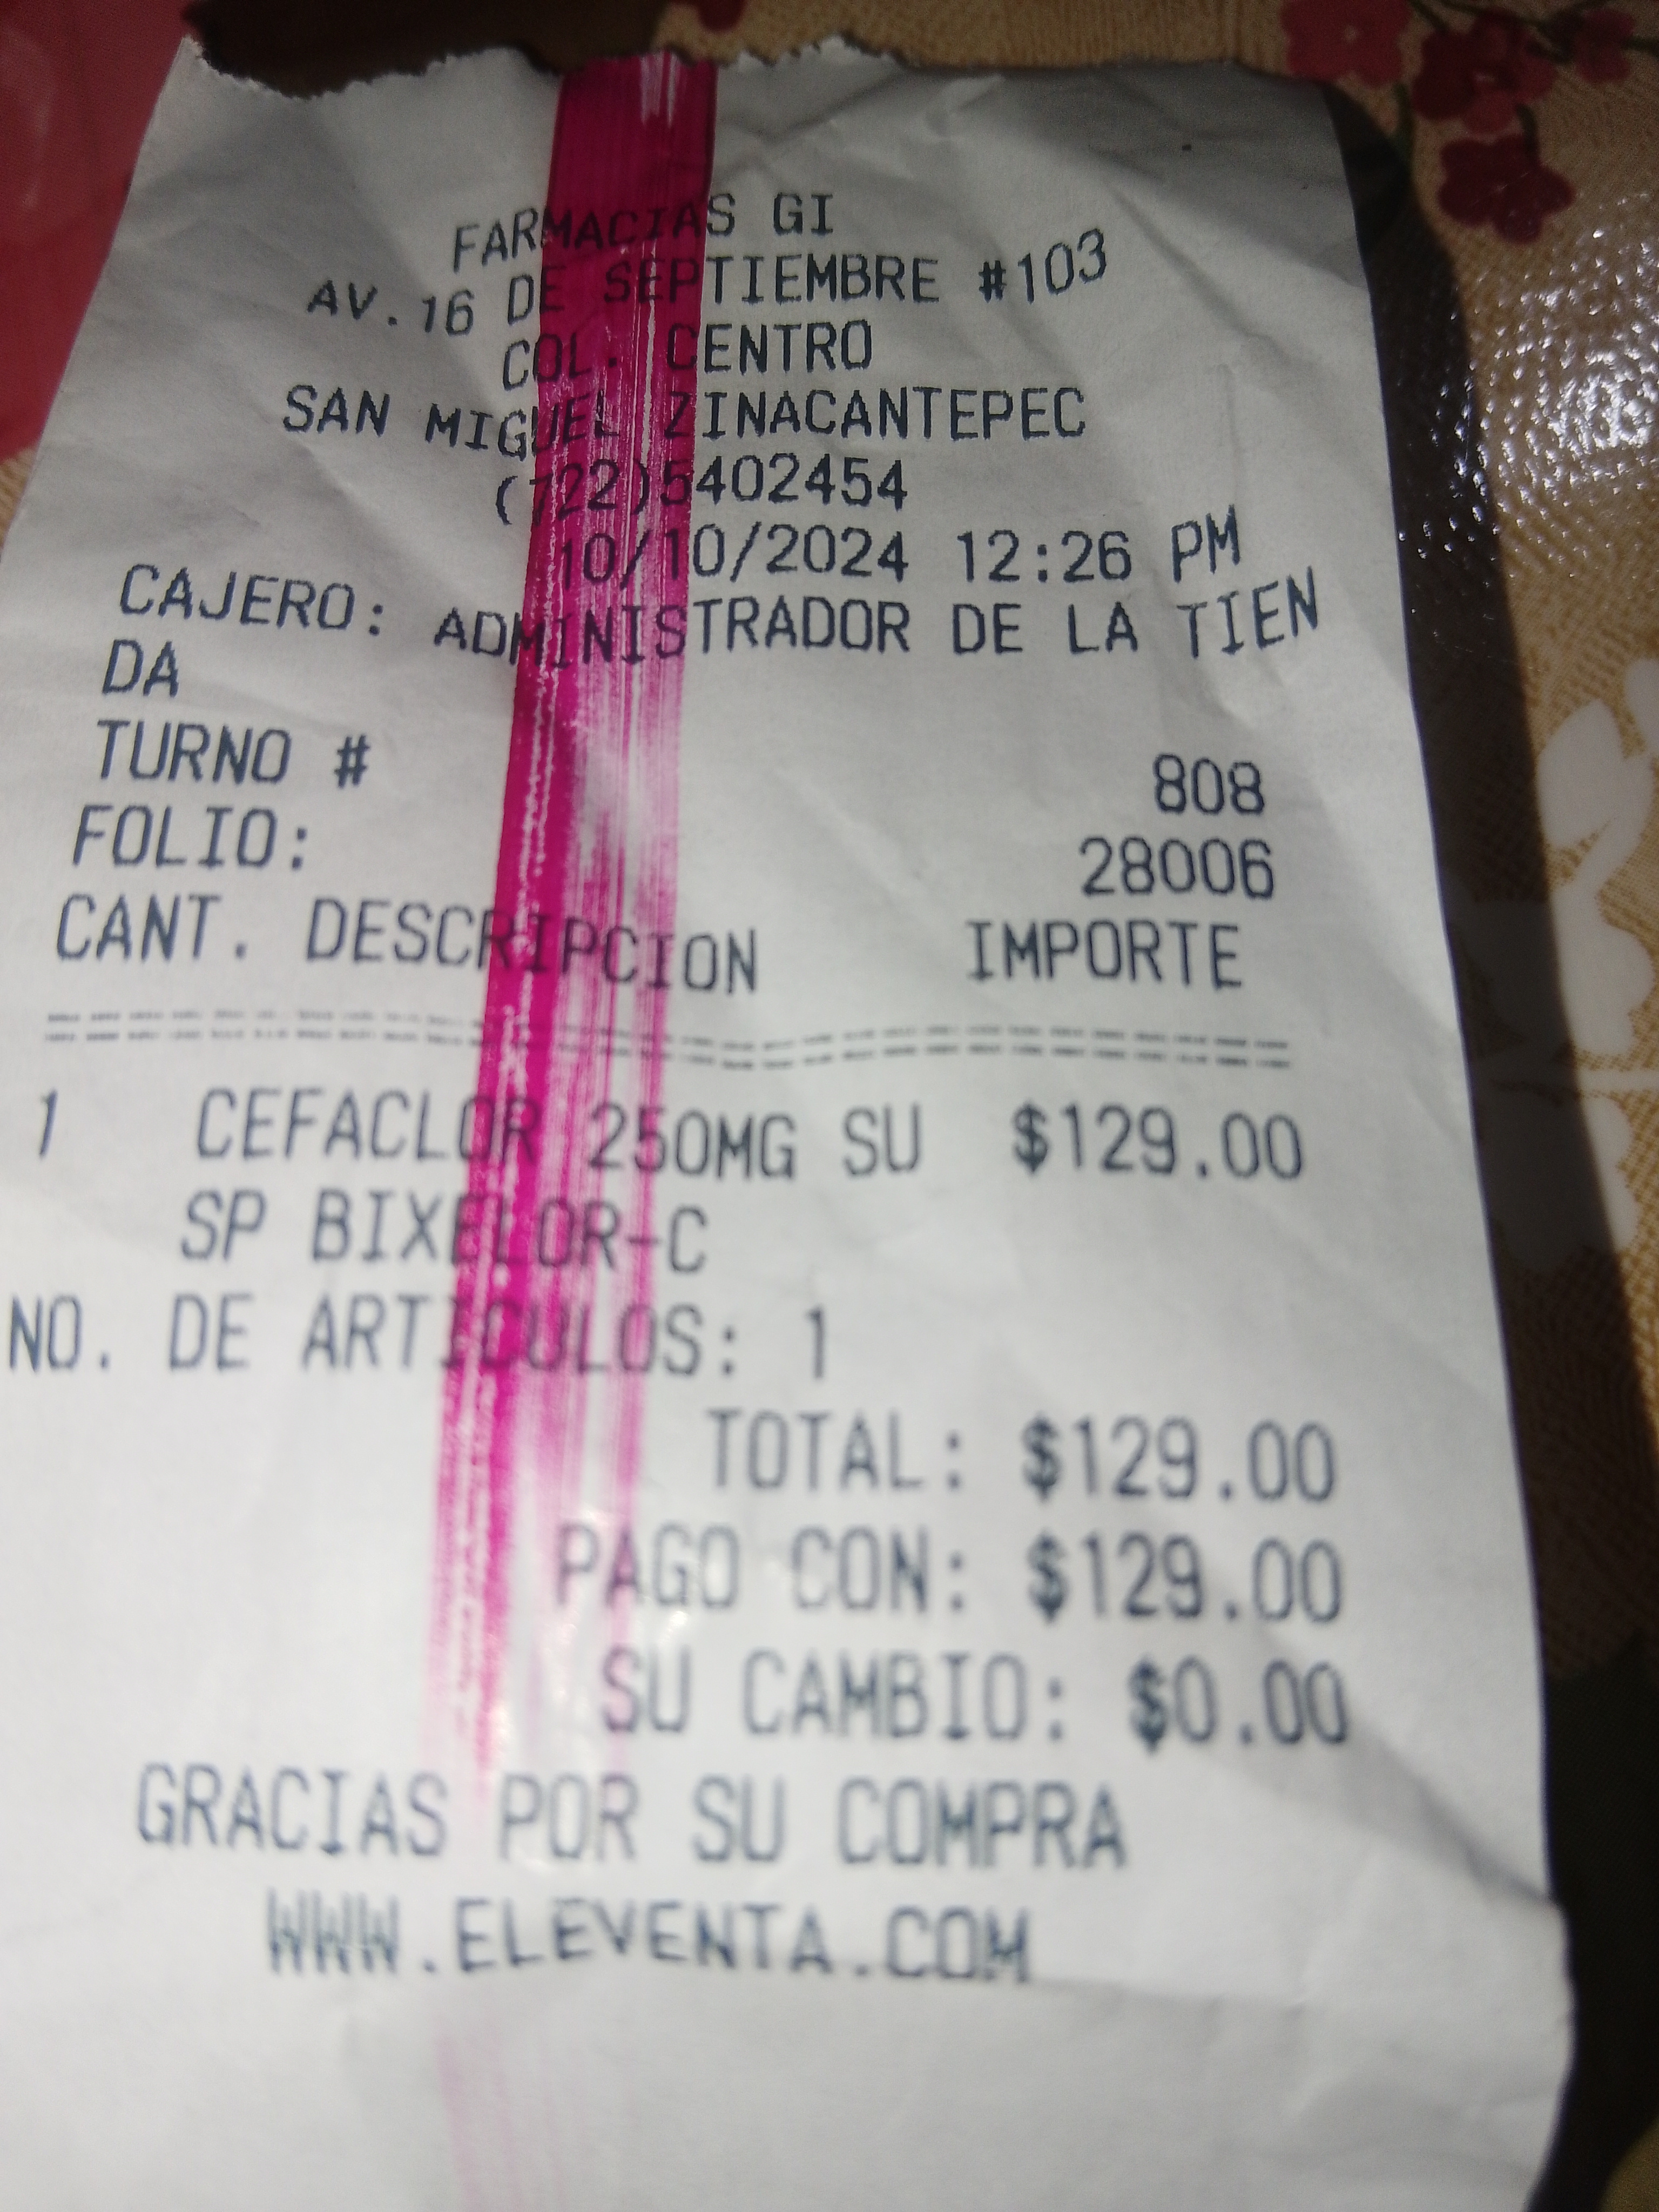 FARMACIAS GI
AV.16 DE SEPTIEMBRE #103
COL. CENTRO
SAN MIGUEL ZINACANTEPEC
(722)5402454
10/10/2024 12:26 PM
CAJERO: ADMINISTRADOR DE LA TIEN
DA
TURNO # 808
FOLIO: 28006
CANT. DESCRIPCION IMPORTE
================================
1 CEFACLOR 250MG SU $129.00
SP BIXELOR-C
NO. DE ARTICULOS: 1
TOTAL: $129.00
PAGO CON: $129.00
SU CAMBIO: $0.00
GRACIAS POR SU COMPRA
WWW.ELEVENTA.COM